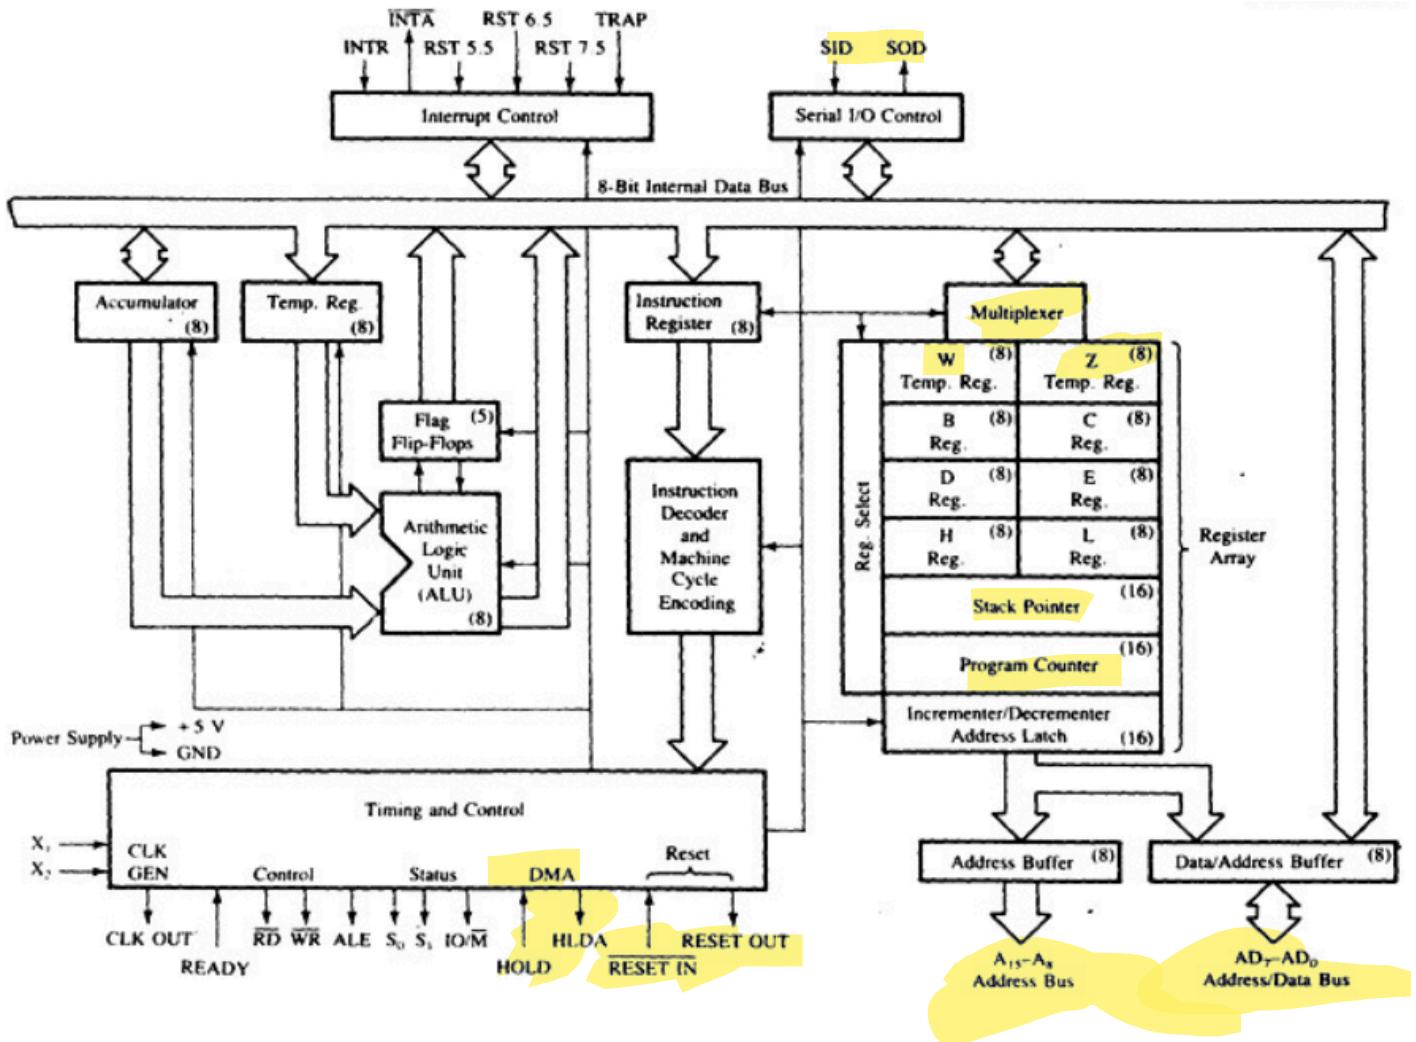 INTA RST 6.5 TRAP
INTR RST 5.5 RST 7.5
SID SOD
Interrupt Control
Serial I/O Control
8-Bit Internal Data Bus
Accumulator
(8)
Temp. Reg.
(8)
Instruction
Register (8)
Multiplexer
W (8)
Temp. Reg.
Z (8)
Temp. Reg.
B (8)
Reg.
C (8)
Reg.
D (8)
Reg.
E (8)
Reg.
H (8)
Reg.
L (8)
Reg.
Stack Pointer (16)
Program Counter (16)
Incrementer/Decrementer
Address Latch (16)
Reg. Select
Register
Array
Flag (5)
Flip-Flops
Arithmetic
Logic
Unit
(ALU)
(8)
Instruction
Decoder
and
Machine
Cycle
Encoding
Power Supply
+5 V
GND
Timing and Control
X₁
X₂
CLK
GEN
Control
Status
DMA
Reset
CLK OUT
READY
RD WR ALE S₀ S₁ IO/M
HOLD
HLDA
RESET IN
RESET OUT
Address Buffer (8)
Data/Address Buffer (8)
A₁₅–A₈
Address Bus
AD₇–AD₀
Address/Data Bus